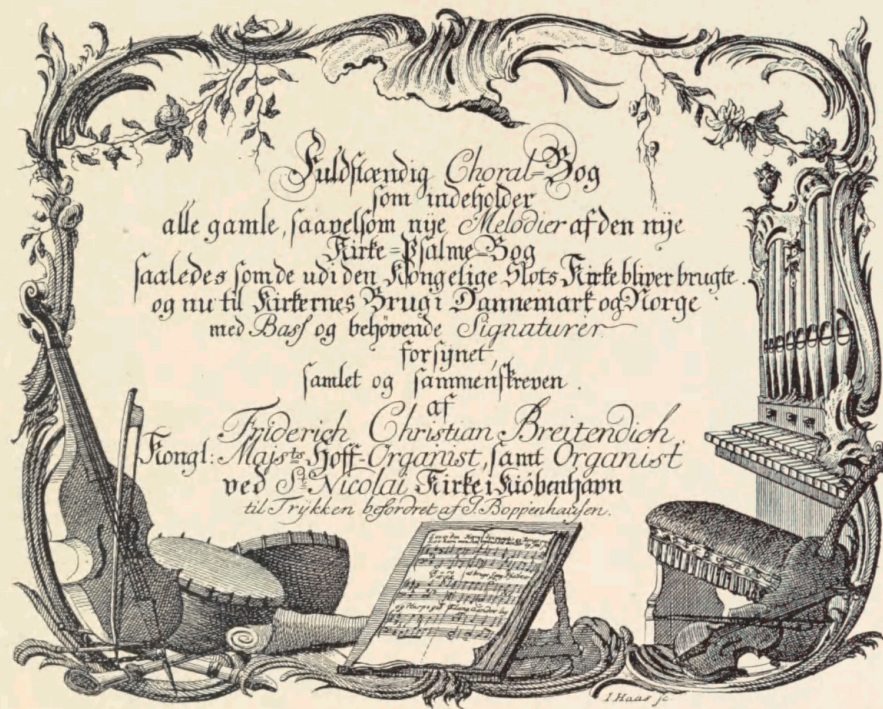 Fuldstændig Choral=Bog
som indeholder
alle gamle, saavelsom nye Melodier af den nye
Kirke=Psalme=Bog
saaledes som de udi den Kongelige Slots Kirke bliver brugte
og nu til Kirkernes Brug i Dannemark og Norge
med Bass og behøvende Signaturer
forsynet,
samlet og sammenskreven.
af
Friderich Christian Breitendich,
Kongl: Majsts Hoff-Organist, samt Organist
ved St Nicolai Kirke i Kiöbenhavn
til Trÿkken befordret af J. Boppenhausen.
I Haas sc